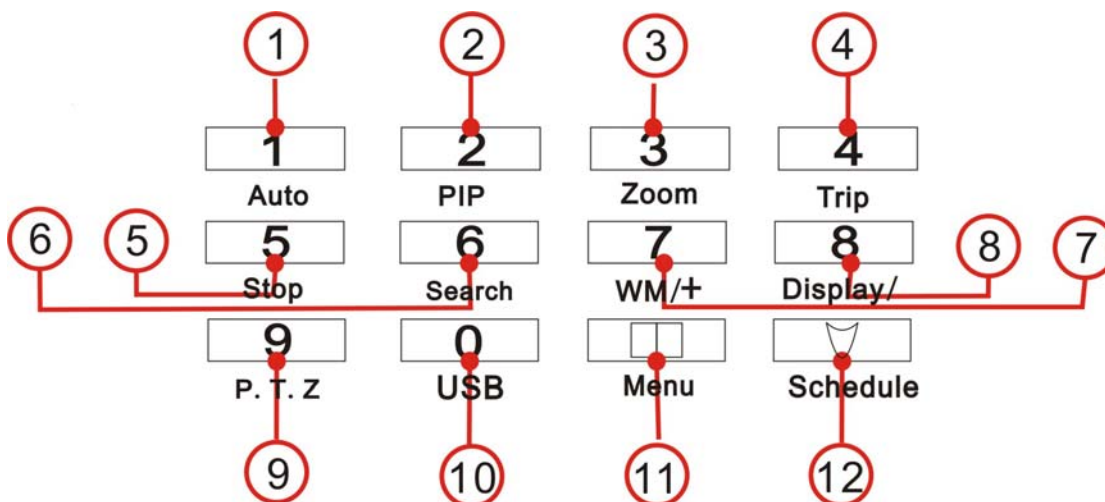 1 2 3 4
1 2 3 4
Auto PIP Zoom Trip
6 5 5 6 7 8 8 7
Stop Search WM/+ Display/
9 0
P. T. Z USB Menu Schedule
9 10 11 12